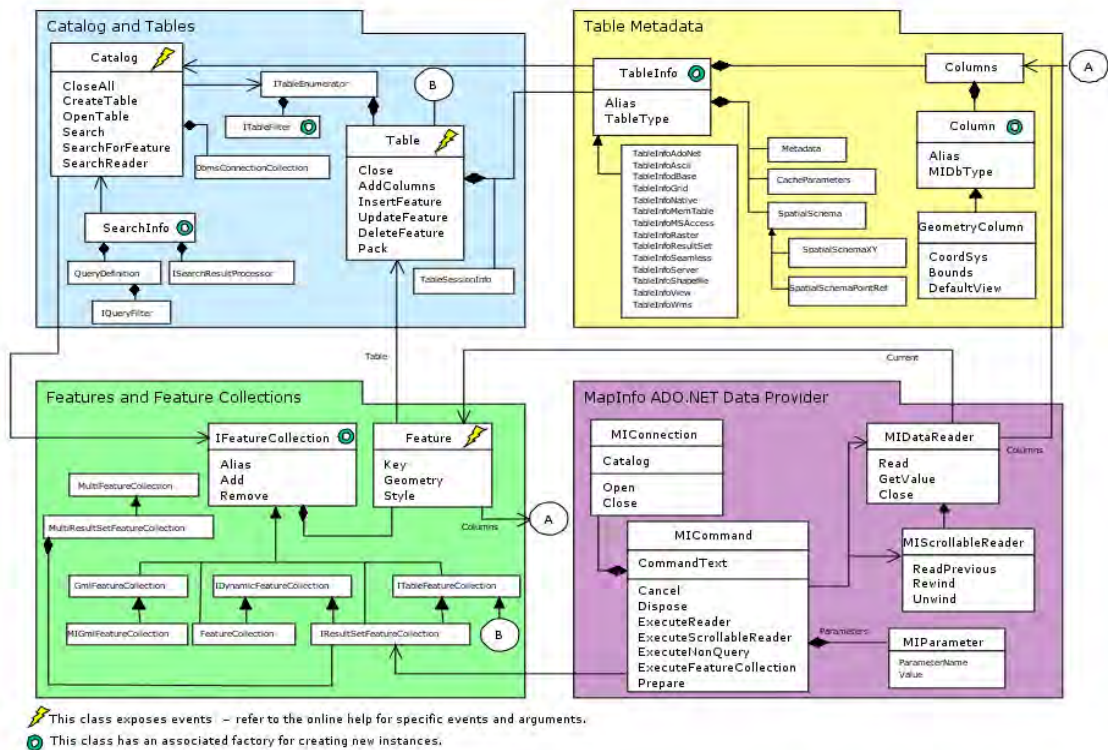 Catalog and Tables
Catalog
CloseAll
CreateTable
OpenTable
Search
SearchForFeature
SearchReader
ITableEnumerator
ITableFilter
DbmsConnectionCollection
B
Table
Close
AddColumns
InsertFeature
UpdateFeature
DeleteFeature
Pack
SearchInfo
QueryDefinition
ISearchResultProcessor
IQueryFilter
TableSessionInfo
Table Metadata
TableInfo
Alias
TableType
TableInfoAdoNet
TableInfoAscii
TableInfodBase
TableInfoGrid
TableInfoNative
TableInfoMemTable
TableInfoMSAccess
TableInfoRaster
TableInfoResultSet
TableInfoSeamless
TableInfoServer
TableInfoShapefile
TableInfoView
TableInfoWms
Metadata
CacheParameters
SpatialSchema
SpatialSchemaXY
SpatialSchemaPointRef
Columns
A
Column
Alias
MIDbType
GeometryColumn
CoordSys
Bounds
DefaultView
Table
Current
Features and Feature Collections
IFeatureCollection
Alias
Add
Remove
Feature
Key
Geometry
Style
Columns
A
MultiFeatureCollection
MultiResultSetFeatureCollection
GmlFeatureCollection
IDynamicFeatureCollection
ITableFeatureCollection
MIGmlFeatureCollection
FeatureCollection
IResultSetFeatureCollection
B
MapInfo ADO.NET Data Provider
MIConnection
Catalog
Open
Close
MIDataReader
Read
GetValue
Close
Columns
MICommand
CommandText
Cancel
Dispose
ExecuteReader
ExecuteScrollableReader
ExecuteNonQuery
ExecuteFeatureCollection
Prepare
MIScrollableReader
ReadPrevious
Rewind
Unwind
Parameters
MIParameter
ParameterName
Value
This class exposes events – refer to the online help for specific events and arguments.
This class has an associated factory for creating new instances.